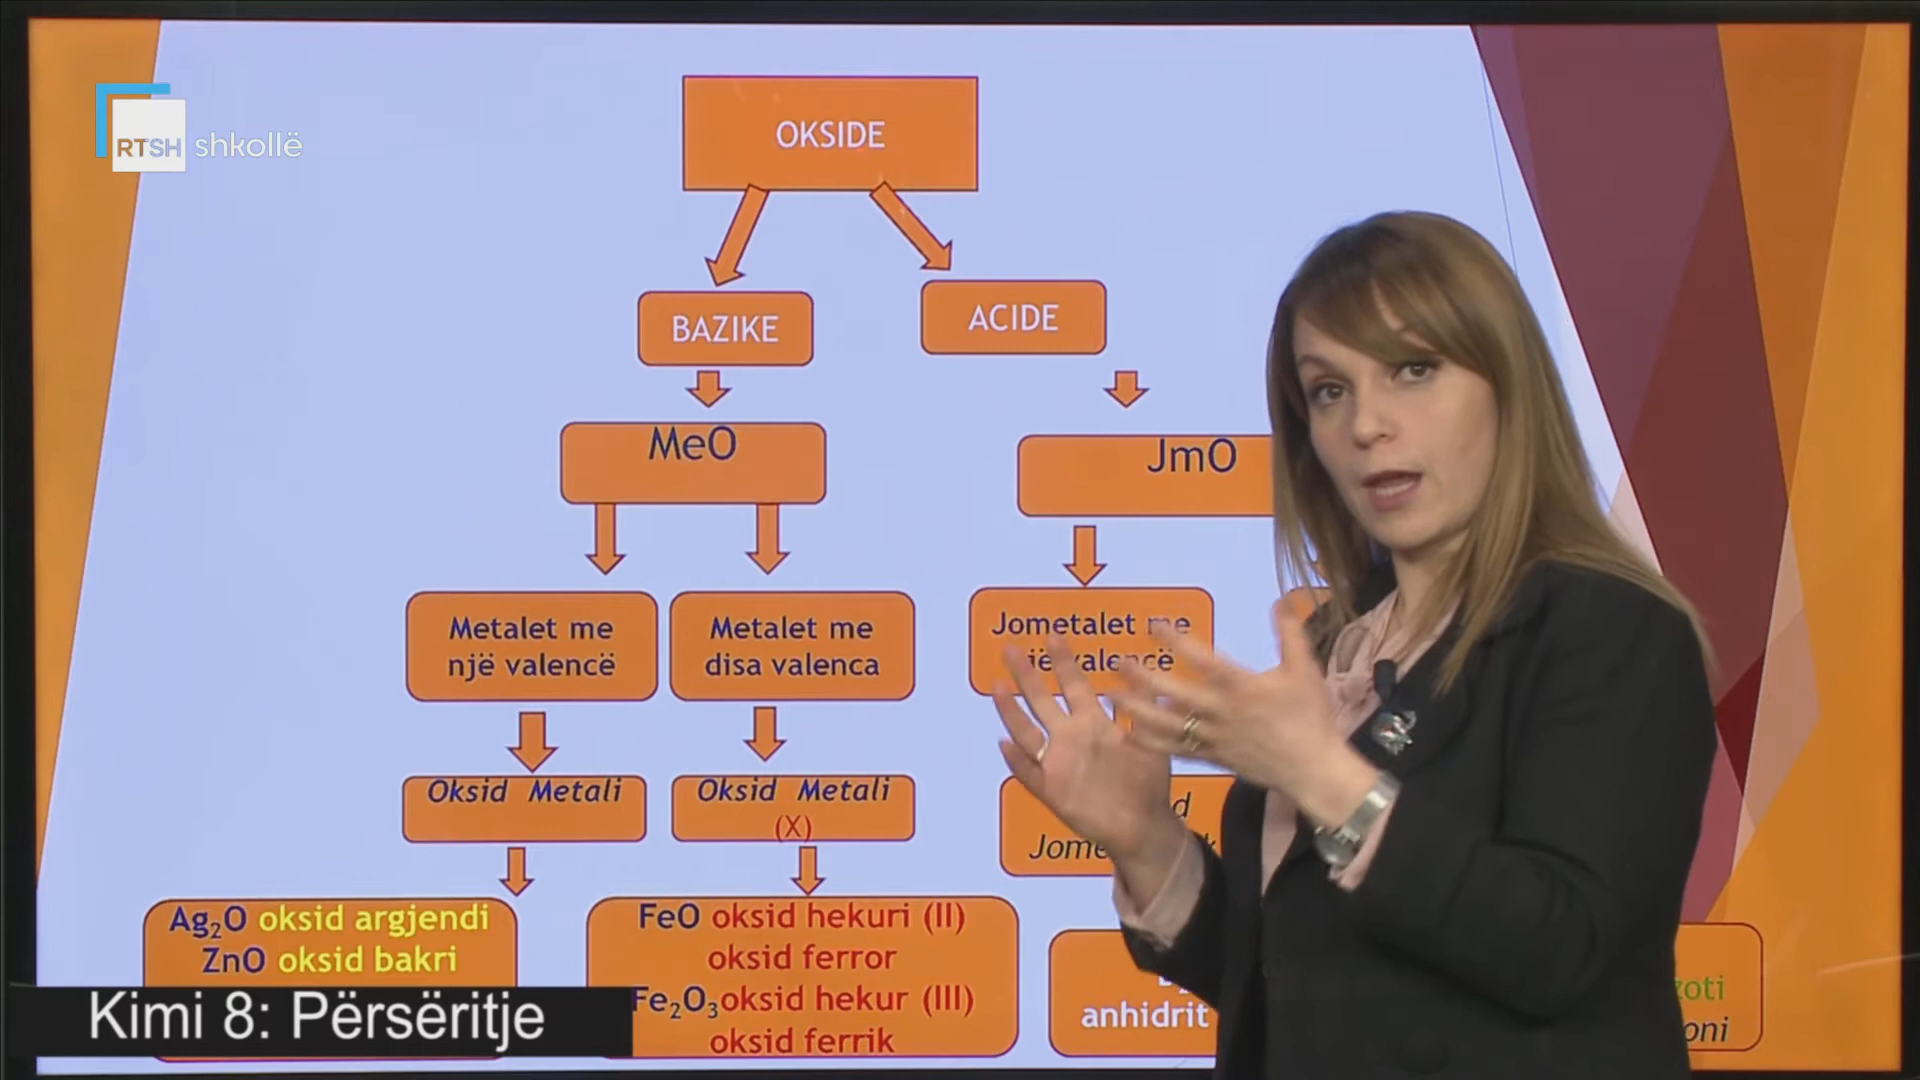 RTSH shkollë
OKSIDE
BAZIKE
ACIDE
MeO
JmO
Metalet me
një valencë
Metalet me
disa valenca
Jometalet me
valencë
Oksid Metali
Oksid Metali
(X)
Ag₂O oksid argjendi
ZnO oksid bakri
FeO oksid hekuri (II)
oksid ferror
Fe₂O₃oksid hekur (III)
oksid ferrik
anhidrit
Kimi 8: Përsëritje